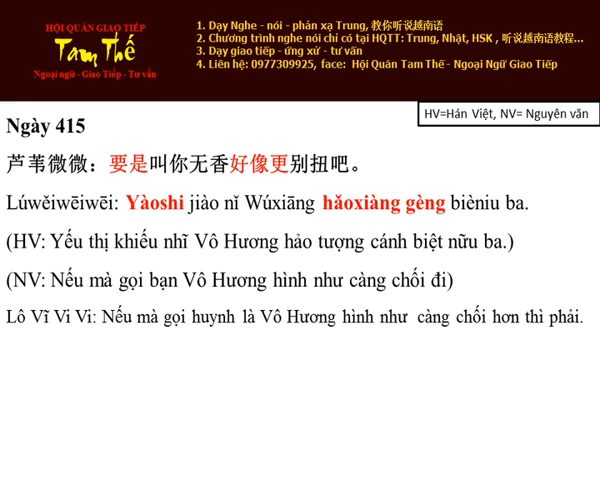 HỘI QUÁN GIAO TIẾP
Tam Thế
Ngoại ngữ - Giao Tiếp - Tư vấn
1. Dạy Nghe - nói - phản xạ Trung, 教你听说越南语
2. Chương trình nghe nói chỉ có tại HQTT: Trung, Nhật, HSK , 听说越南语教程...
3. Dạy giao tiếp - ứng xử - tư vấn
4. Liên hệ: 0977309925, face: Hội Quán Tam Thế - Ngoại Ngữ Giao Tiếp
HV=Hán Việt, NV= Nguyên văn
Ngày 415
芦苇微微：要是叫你无香好像更别扭吧。
Lúwěiwēiwēi: Yàoshi jiào nǐ Wúxiāng hǎoxiàng gèng bièniu ba.
(HV: Yếu thị khiếu nhĩ Vô Hương hảo tượng cánh biệt nữu ba.)
(NV: Nếu mà gọi bạn Vô Hương hình như càng chối đi)
Lô Vĩ Vi Vi: Nếu mà gọi huynh là Vô Hương hình như càng chối hơn thì phải.